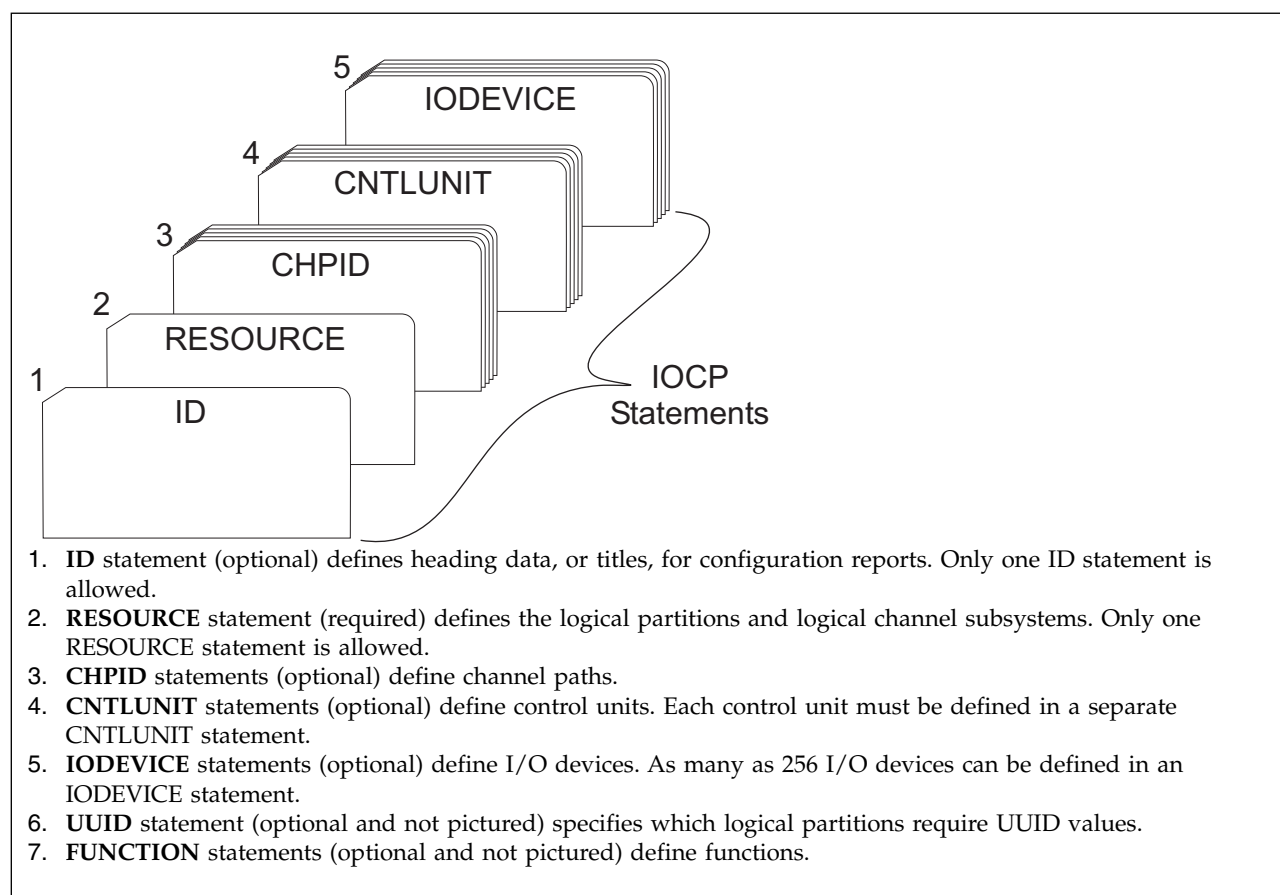 5
IODEVICE
4
CNTLUNIT
3
CHPID
2
RESOURCE
1
ID
IOCP
Statements
1. ID statement (optional) defines heading data, or titles, for configuration reports. Only one ID statement is
allowed.
2. RESOURCE statement (required) defines the logical partitions and logical channel subsystems. Only one
RESOURCE statement is allowed.
3. CHPID statements (optional) define channel paths.
4. CNTLUNIT statements (optional) define control units. Each control unit must be defined in a separate
CNTLUNIT statement.
5. IODEVICE statements (optional) define I/O devices. As many as 256 I/O devices can be defined in an
IODEVICE statement.
6. UUID statement (optional and not pictured) specifies which logical partitions require UUID values.
7. FUNCTION statements (optional and not pictured) define functions.